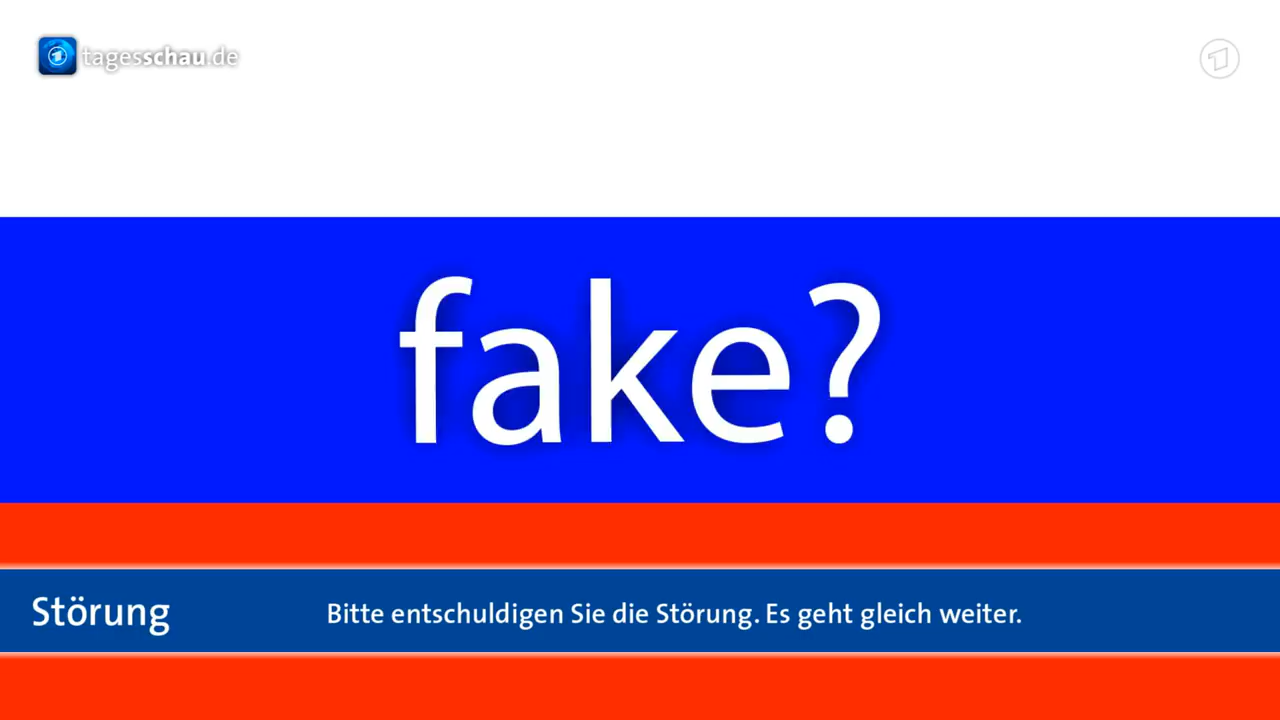 tagesschau.de
fake?
Störung
Bitte entschuldigen Sie die Störung. Es geht gleich weiter.